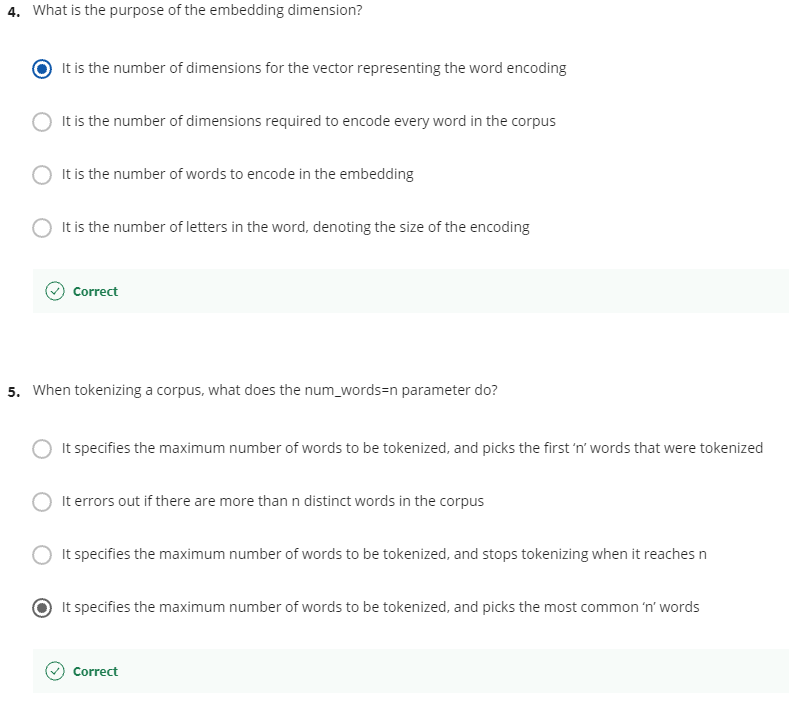 4. What is the purpose of the embedding dimension?
It is the number of dimensions for the vector representing the word encoding
It is the number of dimensions required to encode every word in the corpus
It is the number of words to encode in the embedding
It is the number of letters in the word, denoting the size of the encoding
Correct
5. When tokenizing a corpus, what does the num_words=n parameter do?
It specifies the maximum number of words to be tokenized, and picks the first ‘n’ words that were tokenized
It errors out if there are more than n distinct words in the corpus
It specifies the maximum number of words to be tokenized, and stops tokenizing when it reaches n
It specifies the maximum number of words to be tokenized, and picks the most common ‘n’ words
Correct